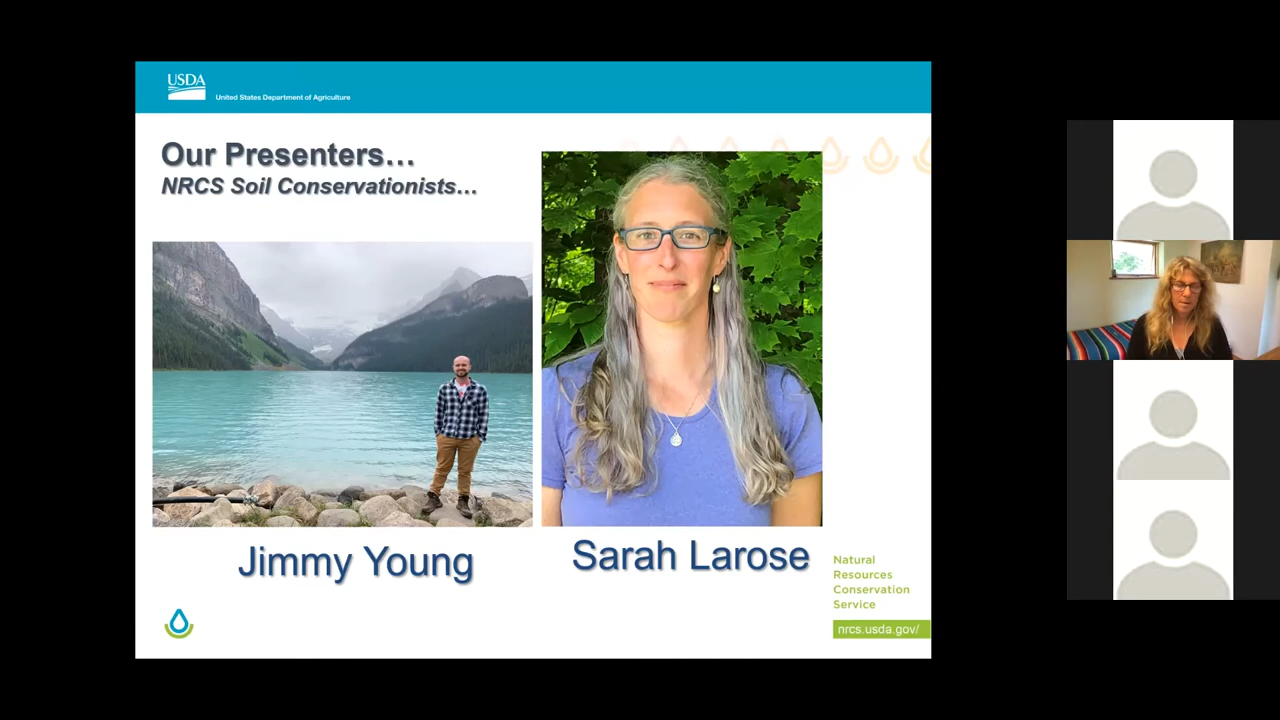 USDA
United States Department of Agriculture
Our Presenters…
NRCS Soil Conservationists…
Jimmy Young
Sarah Larose
Natural
Resources
Conservation
Service
nrcs.usda.gov/